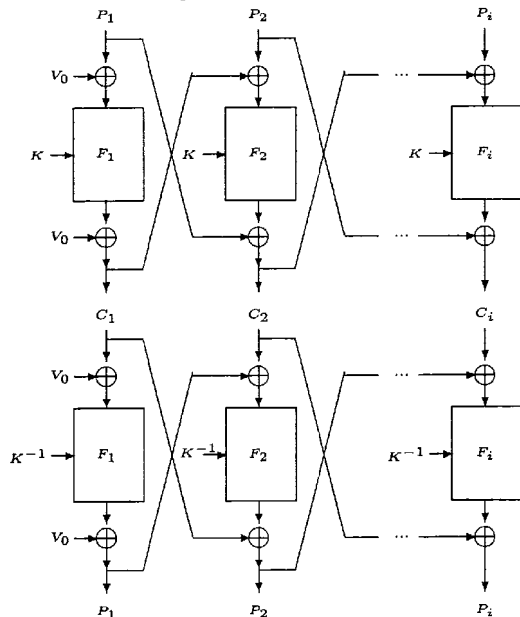 P1 P2 Pi
V0 ...
K F1 K F2 K Fi
V0 ...
C1 C2 Ci
V0 ...
K−1 F1 K−1 F2 K−1 Fi
V0 ...
P1 P2 Pi